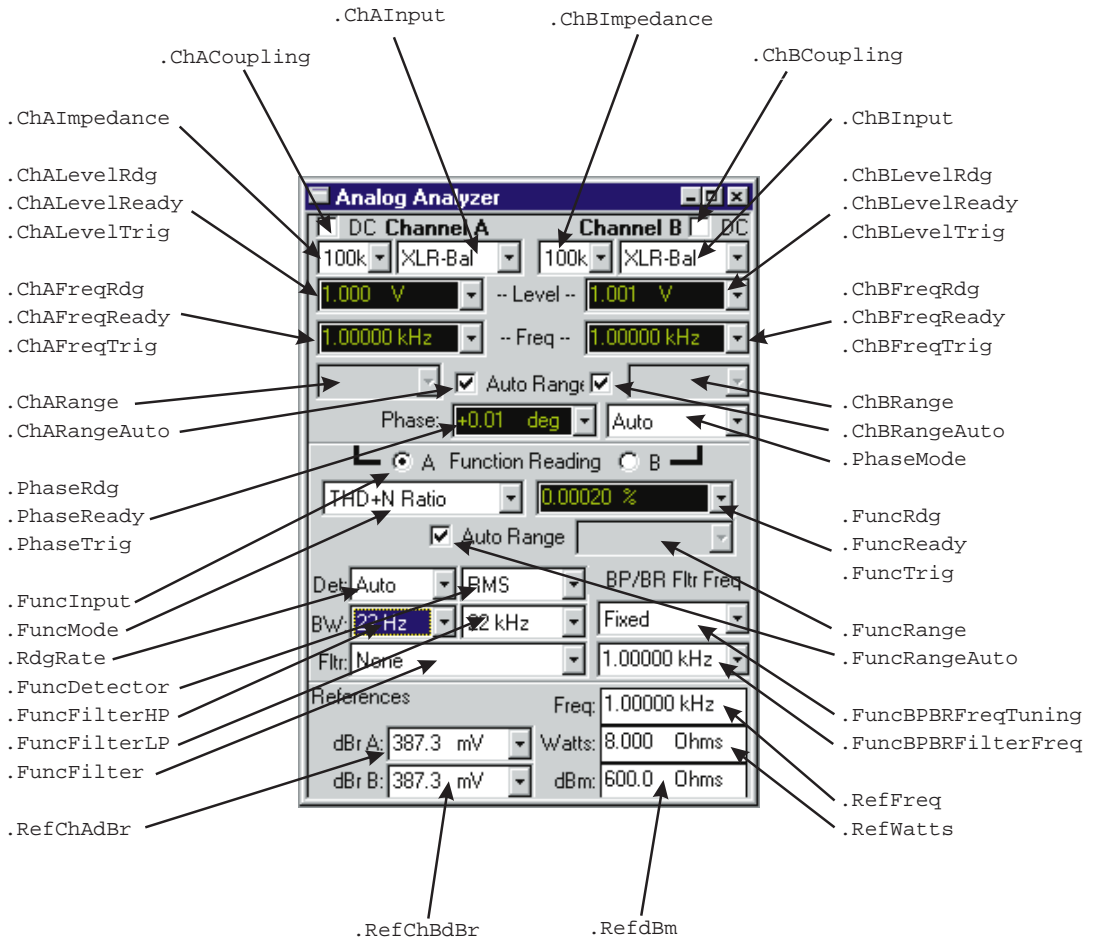 .ChAInput
.ChBImpedance
.ChACoupling
.ChBCoupling
.ChAImpedance
.ChBInput
.ChALevelRdg
.ChALevelReady
.ChALevelTrig
.ChBLevelRdg
.ChBLevelReady
.ChBLevelTrig
.ChAFreqRdg
.ChAFreqReady
.ChAFreqTrig
.ChBFreqRdg
.ChBFreqReady
.ChBFreqTrig
.ChARange
.ChARangeAuto
.ChBRange
.ChBRangeAuto
.PhaseMode
.PhaseRdg
.PhaseReady
.PhaseTrig
.FuncRdg
.FuncReady
.FuncTrig
.FuncInput
.FuncMode
.RdgRate
.FuncDetector
.FuncFilterHP
.FuncFilterLP
.FuncFilter
.FuncRange
.FuncRangeAuto
.FuncBPBRFreqTuning
.FuncBPBRFilterFreq
.RefChAdBr
.RefFreq
.RefWatts
.RefChBdBr
.RefdBm
Analog Analyzer
DC Channel A Channel B DC
100k XLR-Bal 100k XLR-Bal
1.000 V -- Level -- 1.001 V
1.00000 kHz -- Freq -- 1.00000 kHz
Auto Range
Phase: +0.01 deg Auto
A Function Reading B
THD+N Ratio 0.00020 %
Auto Range
Det: Auto RMS BP/BR Fltr Freq
BW: 22 Hz 22 kHz Fixed
Fltr: None 1.00000 kHz
References Freq: 1.00000 kHz
dBr A: 387.3 mV Watts: 8.000 Ohms
dBr B: 387.3 mV dBm: 600.0 Ohms